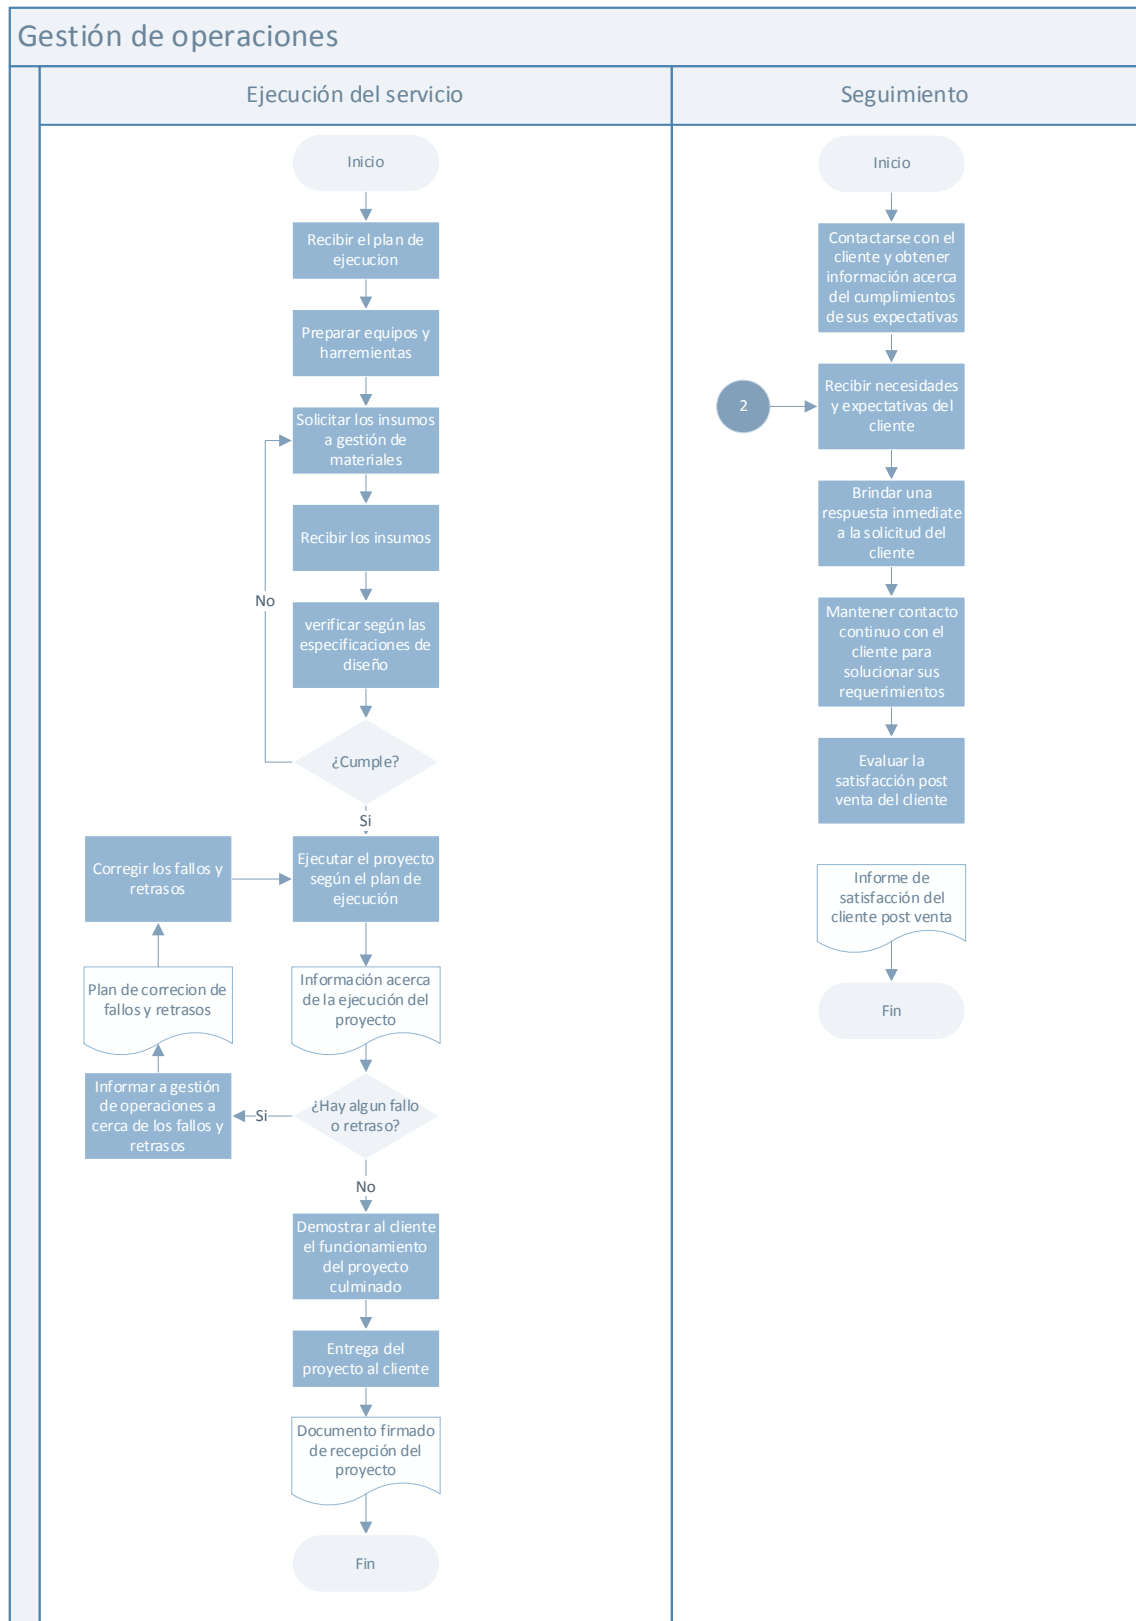 Gestión de operaciones
Ejecución del servicio
Inicio
Recibir el plan de
ejecucion
Preparar equipos y
harremientas
Solicitar los insumos
a gestión de
materiales
Recibir los insumos
No
verificar según las
especificaciones de
diseño
¿Cumple?
Si
Corregir los fallos y
retrasos
Ejecutar el proyecto
según el plan de
ejecución
Plan de correcion de
fallos y retrasos
Información acerca
de la ejecución del
proyecto
Informar a gestión
de operaciones a
cerca de los fallos y
retrasos
Si
¿Hay algun fallo
o retraso?
No
Demostrar al cliente
el funcionamiento
del proyecto
culminado
Entrega del
proyecto al cliente
Documento firmado
de recepción del
proyecto
Fin
Seguimiento
Inicio
Contactarse con el
cliente y obtener
información acerca
del cumplimientos
de sus expectativas
2
Recibir necesidades
y expectativas del
cliente
Brindar una
respuesta inmediate
a la solicitud del
cliente
Mantener contacto
continuo con el
cliente para
solucionar sus
requerimientos
Evaluar la
satisfacción post
venta del cliente
Informe de
satisfacción del
cliente post venta
Fin